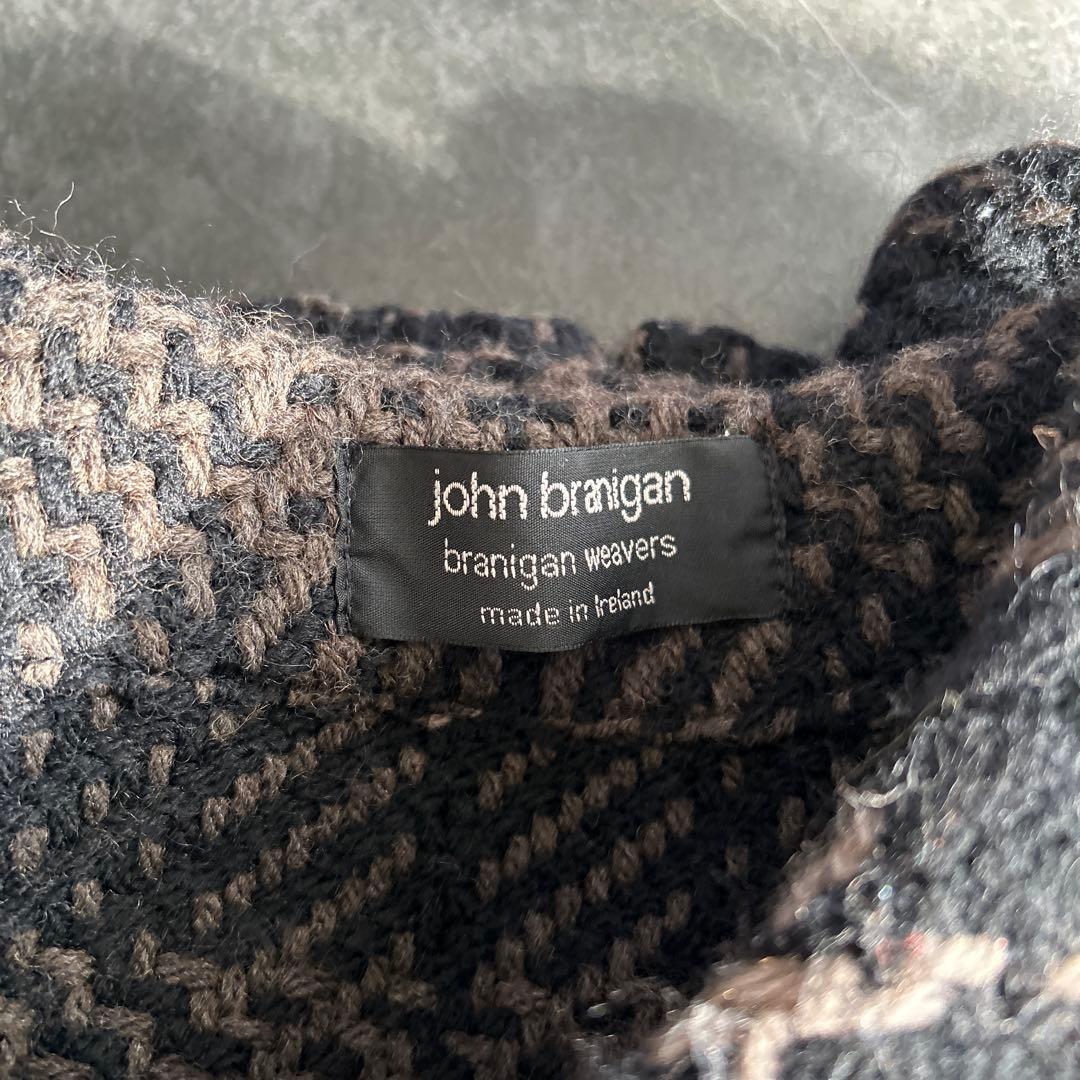 john branigan
branigan weavers
made in Ireland